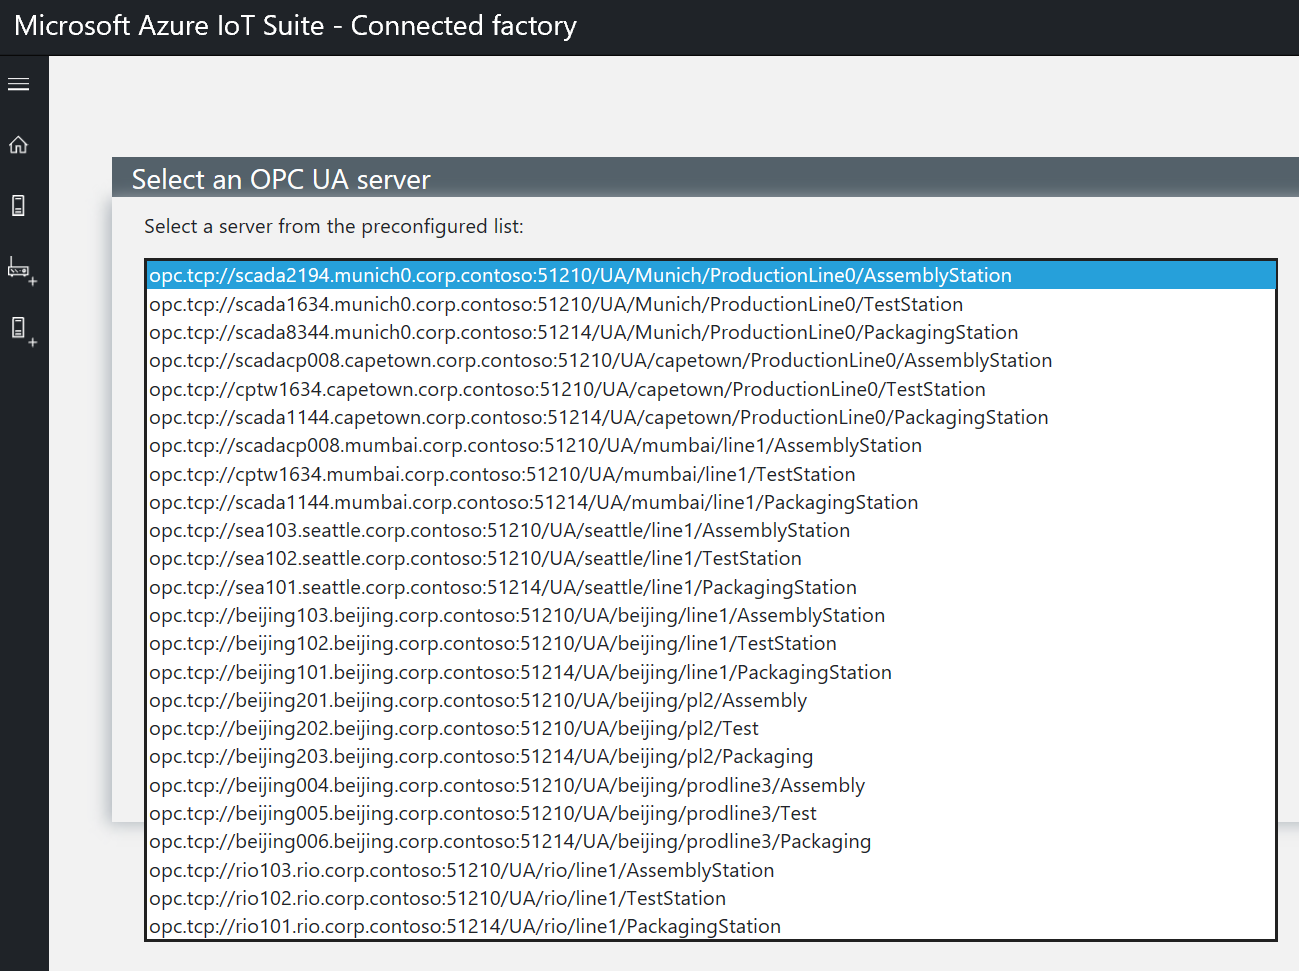 Microsoft Azure IoT Suite - Connected factory
Select an OPC UA server
Select a server from the preconfigured list:
opc.tcp://scada2194.munich0.corp.contoso:51210/UA/Munich/ProductionLine0/AssemblyStation
opc.tcp://scada1634.munich0.corp.contoso:51210/UA/Munich/ProductionLine0/TestStation
opc.tcp://scada8344.munich0.corp.contoso:51214/UA/Munich/ProductionLine0/PackagingStation
opc.tcp://scadacp008.capetown.corp.contoso:51210/UA/capetown/ProductionLine0/AssemblyStation
opc.tcp://cptw1634.capetown.corp.contoso:51210/UA/capetown/ProductionLine0/TestStation
opc.tcp://scada1144.capetown.corp.contoso:51214/UA/capetown/ProductionLine0/PackagingStation
opc.tcp://scadacp008.mumbai.corp.contoso:51210/UA/mumbai/line1/AssemblyStation
opc.tcp://cptw1634.mumbai.corp.contoso:51210/UA/mumbai/line1/TestStation
opc.tcp://scada1144.mumbai.corp.contoso:51214/UA/mumbai/line1/PackagingStation
opc.tcp://sea103.seattle.corp.contoso:51210/UA/seattle/line1/AssemblyStation
opc.tcp://sea102.seattle.corp.contoso:51210/UA/seattle/line1/TestStation
opc.tcp://sea101.seattle.corp.contoso:51214/UA/seattle/line1/PackagingStation
opc.tcp://beijing103.beijing.corp.contoso:51210/UA/beijing/line1/AssemblyStation
opc.tcp://beijing102.beijing.corp.contoso:51210/UA/beijing/line1/TestStation
opc.tcp://beijing101.beijing.corp.contoso:51214/UA/beijing/line1/PackagingStation
opc.tcp://beijing201.beijing.corp.contoso:51210/UA/beijing/pl2/Assembly
opc.tcp://beijing202.beijing.corp.contoso:51210/UA/beijing/pl2/Test
opc.tcp://beijing203.beijing.corp.contoso:51214/UA/beijing/pl2/Packaging
opc.tcp://beijing004.beijing.corp.contoso:51210/UA/beijing/prodline3/Assembly
opc.tcp://beijing005.beijing.corp.contoso:51210/UA/beijing/prodline3/Test
opc.tcp://beijing006.beijing.corp.contoso:51214/UA/beijing/prodline3/Packaging
opc.tcp://rio103.rio.corp.contoso:51210/UA/rio/line1/AssemblyStation
opc.tcp://rio102.rio.corp.contoso:51210/UA/rio/line1/TestStation
opc.tcp://rio101.rio.corp.contoso:51214/UA/rio/line1/PackagingStation